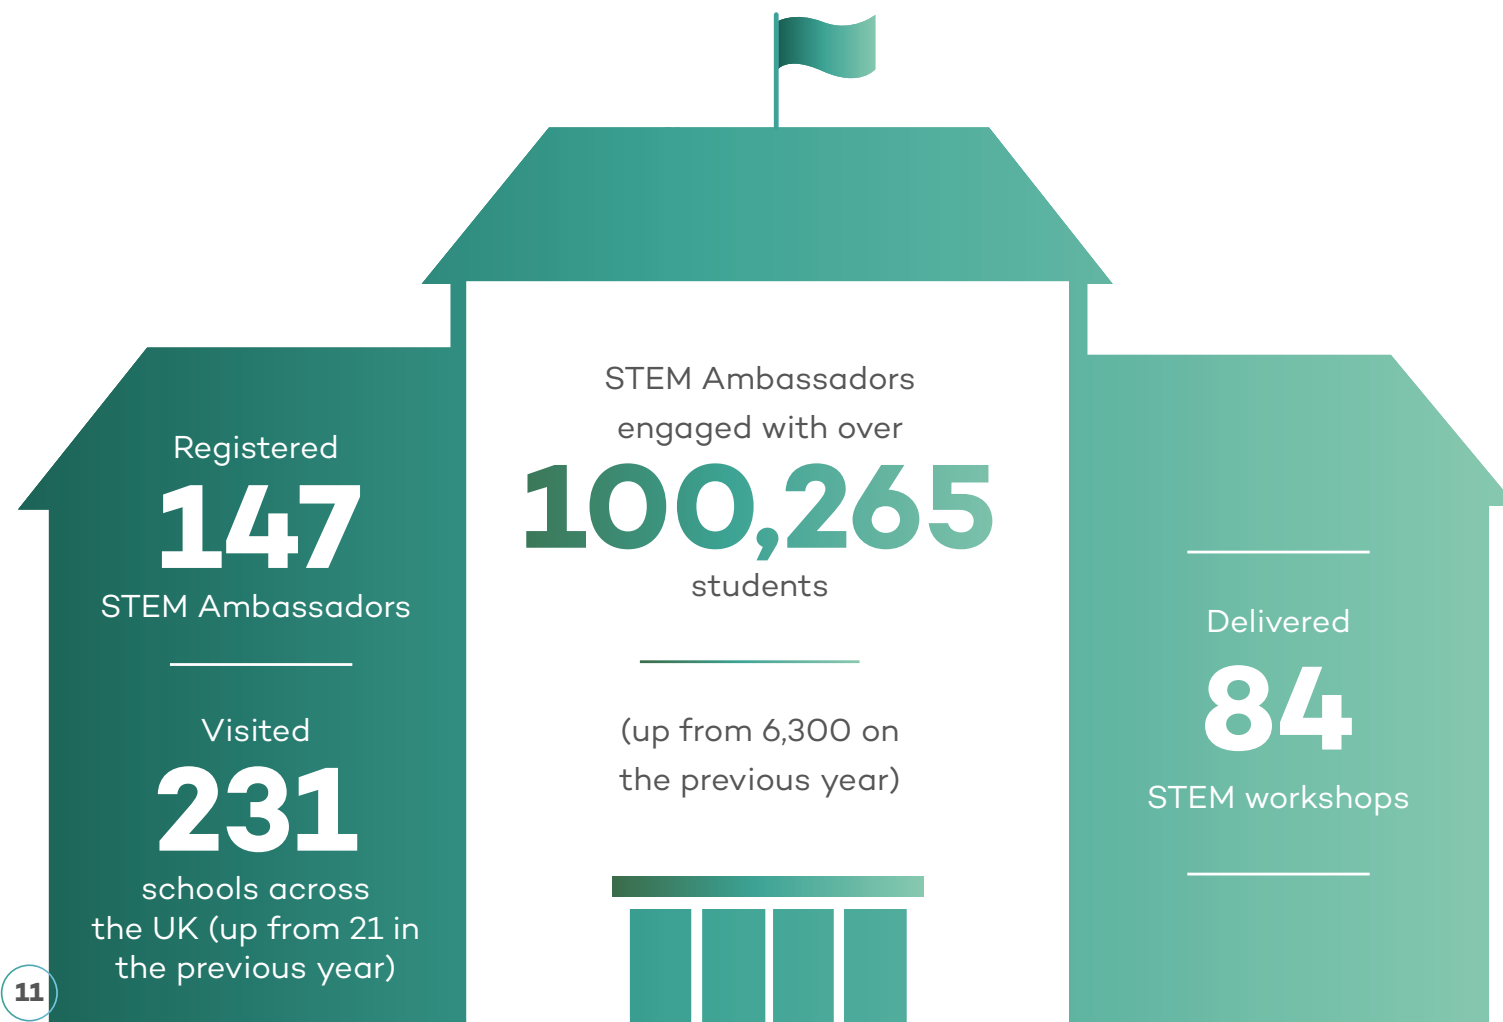 Registered
147
STEM Ambassadors
Visited
231
schools across
the UK (up from 21 in
the previous year)
STEM Ambassadors
engaged with over
100,265
students
(up from 6,300 on
the previous year)
Delivered
84
STEM workshops
11